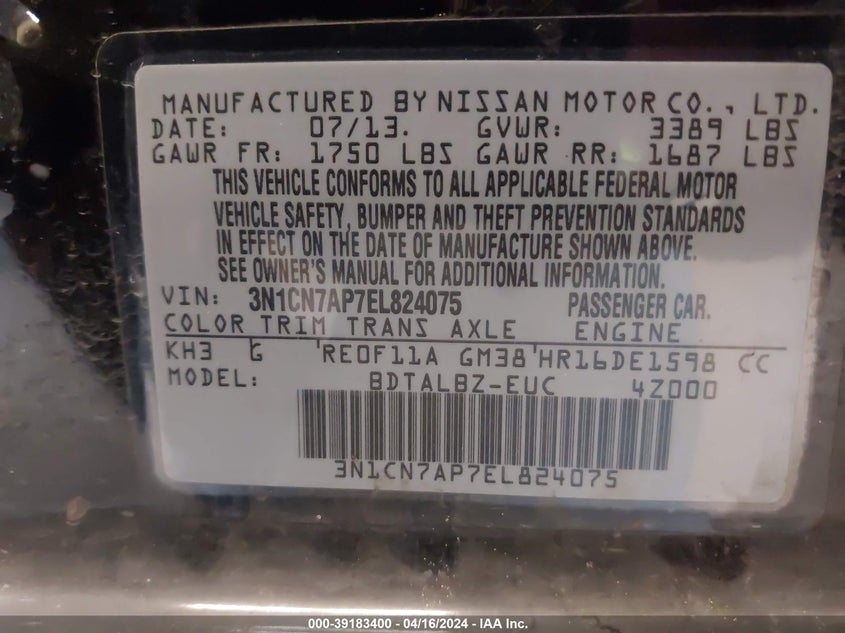 MANUFACTURED BY NISSAN MOTOR CO., LTD.
DATE: 07/13. GVWR: 3389 LBS
GAWR FR: 1750 LBS GAWR RR: 1687 LBS
THIS VEHICLE CONFORMS TO ALL APPLICABLE FEDERAL MOTOR
VEHICLE SAFETY, BUMPER AND THEFT PREVENTION STANDARDS
IN EFFECT ON THE DATE OF MANUFACTURE SHOWN ABOVE.
SEE OWNER'S MANUAL FOR ADDITIONAL INFORMATION.
VIN: 3N1CN7AP7EL824075 PASSENGER CAR.
COLOR TRIM TRANS AXLE ENGINE
KH3 G 'RE0F11A GM38'HR16DE1598 CC
MODEL: BDTALBZ-EUC 4Z000
3N1CN7AP7EL824075
000-39183400 - 04/16/2024 - IAA Inc.